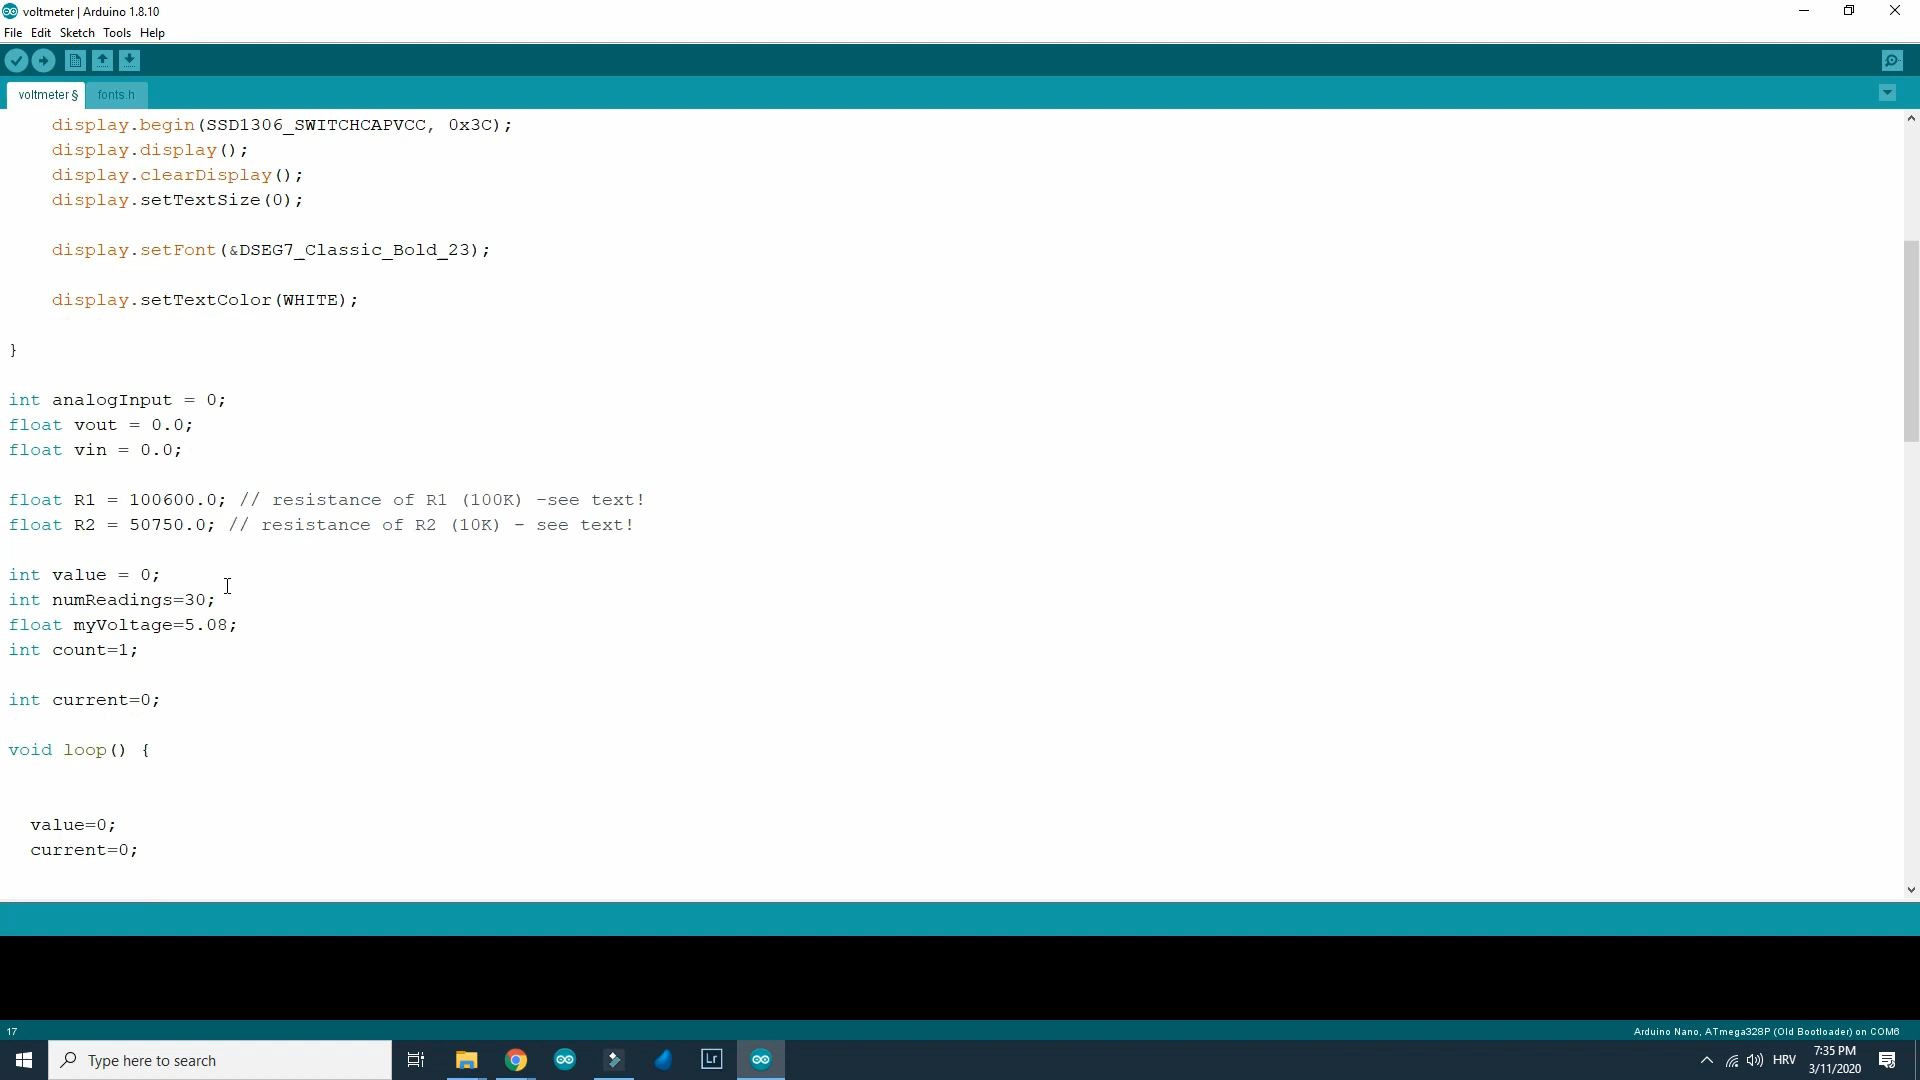 voltmeter | Arduino 1.8.10
File Edit Sketch Tools Help
voltmeter § fonts.h
display.begin(SSD1306_SWITCHCAPVCC, 0x3C);
display.display();
display.clearDisplay();
display.setTextSize(0);
display.setFont(&DSEG7_Classic_Bold_23);
display.setTextColor(WHITE);
}
int analogInput = 0;
float vout = 0.0;
float vin = 0.0;
float R1 = 100600.0; // resistance of R1 (100K) -see text!
float R2 = 50750.0; // resistance of R2 (10K) - see text!
int value = 0;
int numReadings=30;
float myVoltage=5.08;
int count=1;
int current=0;
void loop() {
value=0;
current=0;
17 Arduino Nano, ATmega328P (Old Bootloader) on COM6
Type here to search Lr HRV 7:35 PM
3/11/2020